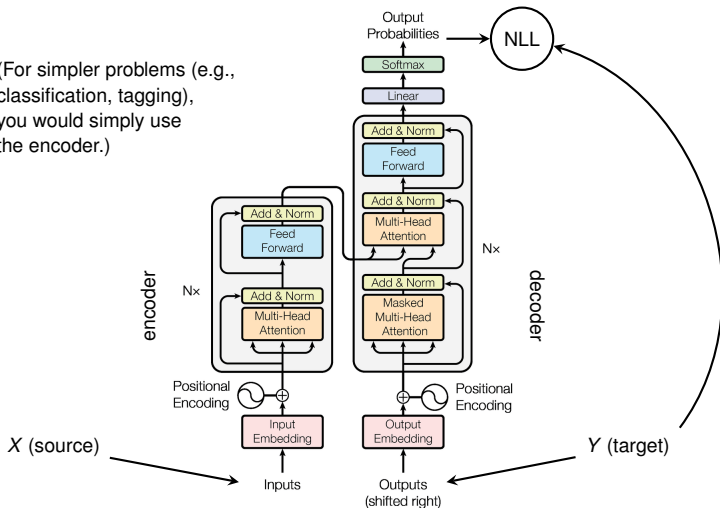 (For simpler problems (e.g.,
classification, tagging),
you would simply use
the encoder.)
Output
Probabilities
NLL
Softmax
Linear
Add & Norm
Feed
Forward
Add & Norm
Multi-Head
Attention
N×
decoder
Add & Norm
Masked
Multi-Head
Attention
encoder
N×
Add & Norm
Feed
Forward
Add & Norm
Multi-Head
Attention
Positional
Encoding
Positional
Encoding
Input
Embedding
Output
Embedding
X (source)
Y (target)
Inputs
Outputs
(shifted right)